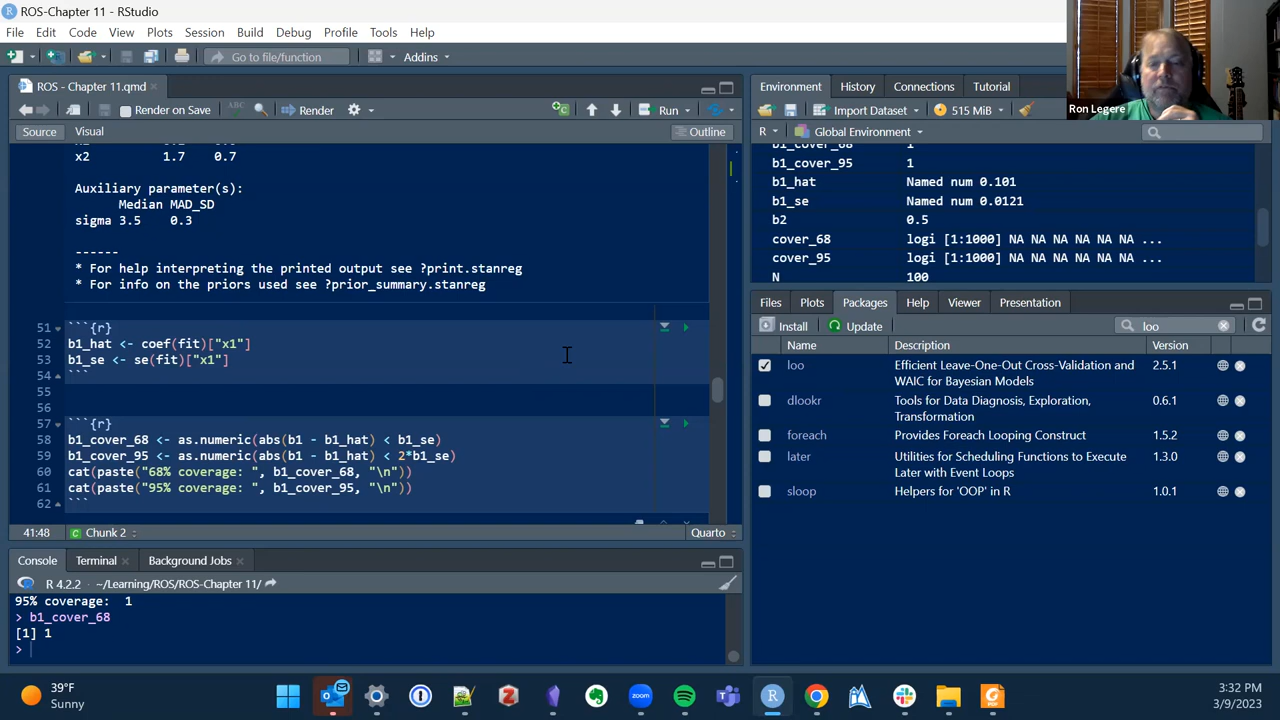 ROS-Chapter 11 - RStudio
File Edit Code View Plots Session Build Debug Profile Tools Help
Go to file/function Addins
ROS - Chapter 11.qmd
Render on Save ABC Render Run
Source Visual Outline
x2 1.7 0.7
Auxiliary parameter(s):
Median MAD_SD
sigma 3.5 0.3
------
* For help interpreting the printed output see ?print.stanreg
* For info on the priors used see ?prior_summary.stanreg
51 ```{r}
52 b1_hat <- coef(fit)["x1"]
53 b1_se <- se(fit)["x1"]
54 ```
55
56
57 ```{r}
58 b1_cover_68 <- as.numeric(abs(b1 - b1_hat) < b1_se)
59 b1_cover_95 <- as.numeric(abs(b1 - b1_hat) < 2*b1_se)
60 cat(paste("68% coverage: ", b1_cover_68, "\n"))
61 cat(paste("95% coverage: ", b1_cover_95, "\n"))
62 ```
41:48 Chunk 2 Quarto
Console Terminal Background Jobs
R 4.2.2 · ~/Learning/ROS/ROS-Chapter 11/
95% coverage: 1
> b1_cover_68
[1] 1
>
Environment History Connections Tutorial
Import Dataset 515 MiB
R Global Environment
b1_cover_68 1
b1_cover_95 1
b1_hat Named num 0.101
b1_se Named num 0.0121
b2 0.5
cover_68 logi [1:1000] NA NA NA NA NA NA ...
cover_95 logi [1:1000] NA NA NA NA NA NA ...
N 100
Files Plots Packages Help Viewer Presentation
Install Update loo
Name Description Version
loo Efficient Leave-One-Out Cross-Validation and 2.5.1
WAIC for Bayesian Models
dlookr Tools for Data Diagnosis, Exploration, 0.6.1
Transformation
foreach Provides Foreach Looping Construct 1.5.2
later Utilities for Scheduling Functions to Execute 1.3.0
Later with Event Loops
sloop Helpers for 'OOP' in R 1.0.1
Ron Legere
39°F
Sunny
zoom
3:32 PM
3/9/2023